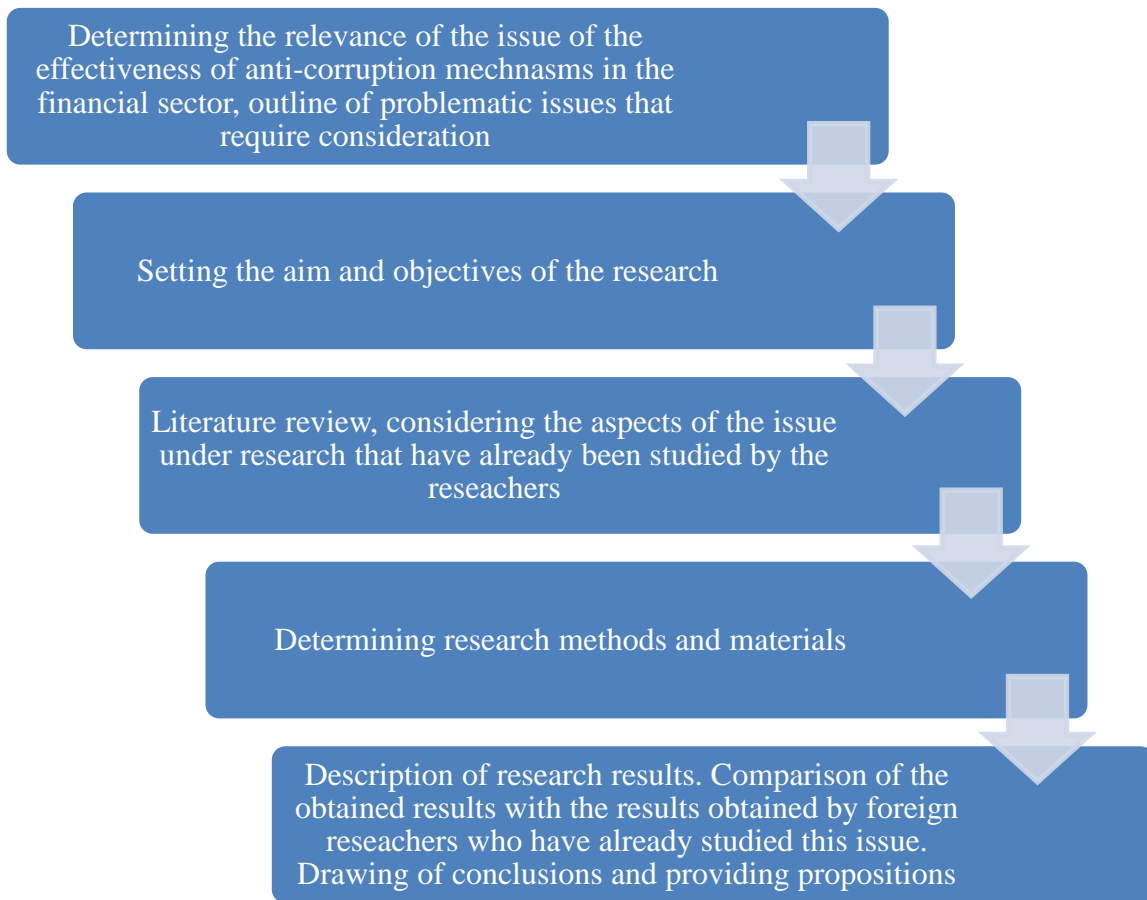 Determining the relevance of the issue of the
effectiveness of anti-corruption mechnasms in the
financial sector, outline of problematic issues that
require consideration
Setting the aim and objectives of the research
Literature review, considering the aspects of the issue
under research that have already been studied by the
reseachers
Determining research methods and materials
Description of research results. Comparison of the
obtained results with the results obtained by foreign
reseachers who have already studied this issue.
Drawing of conclusions and providing propositions